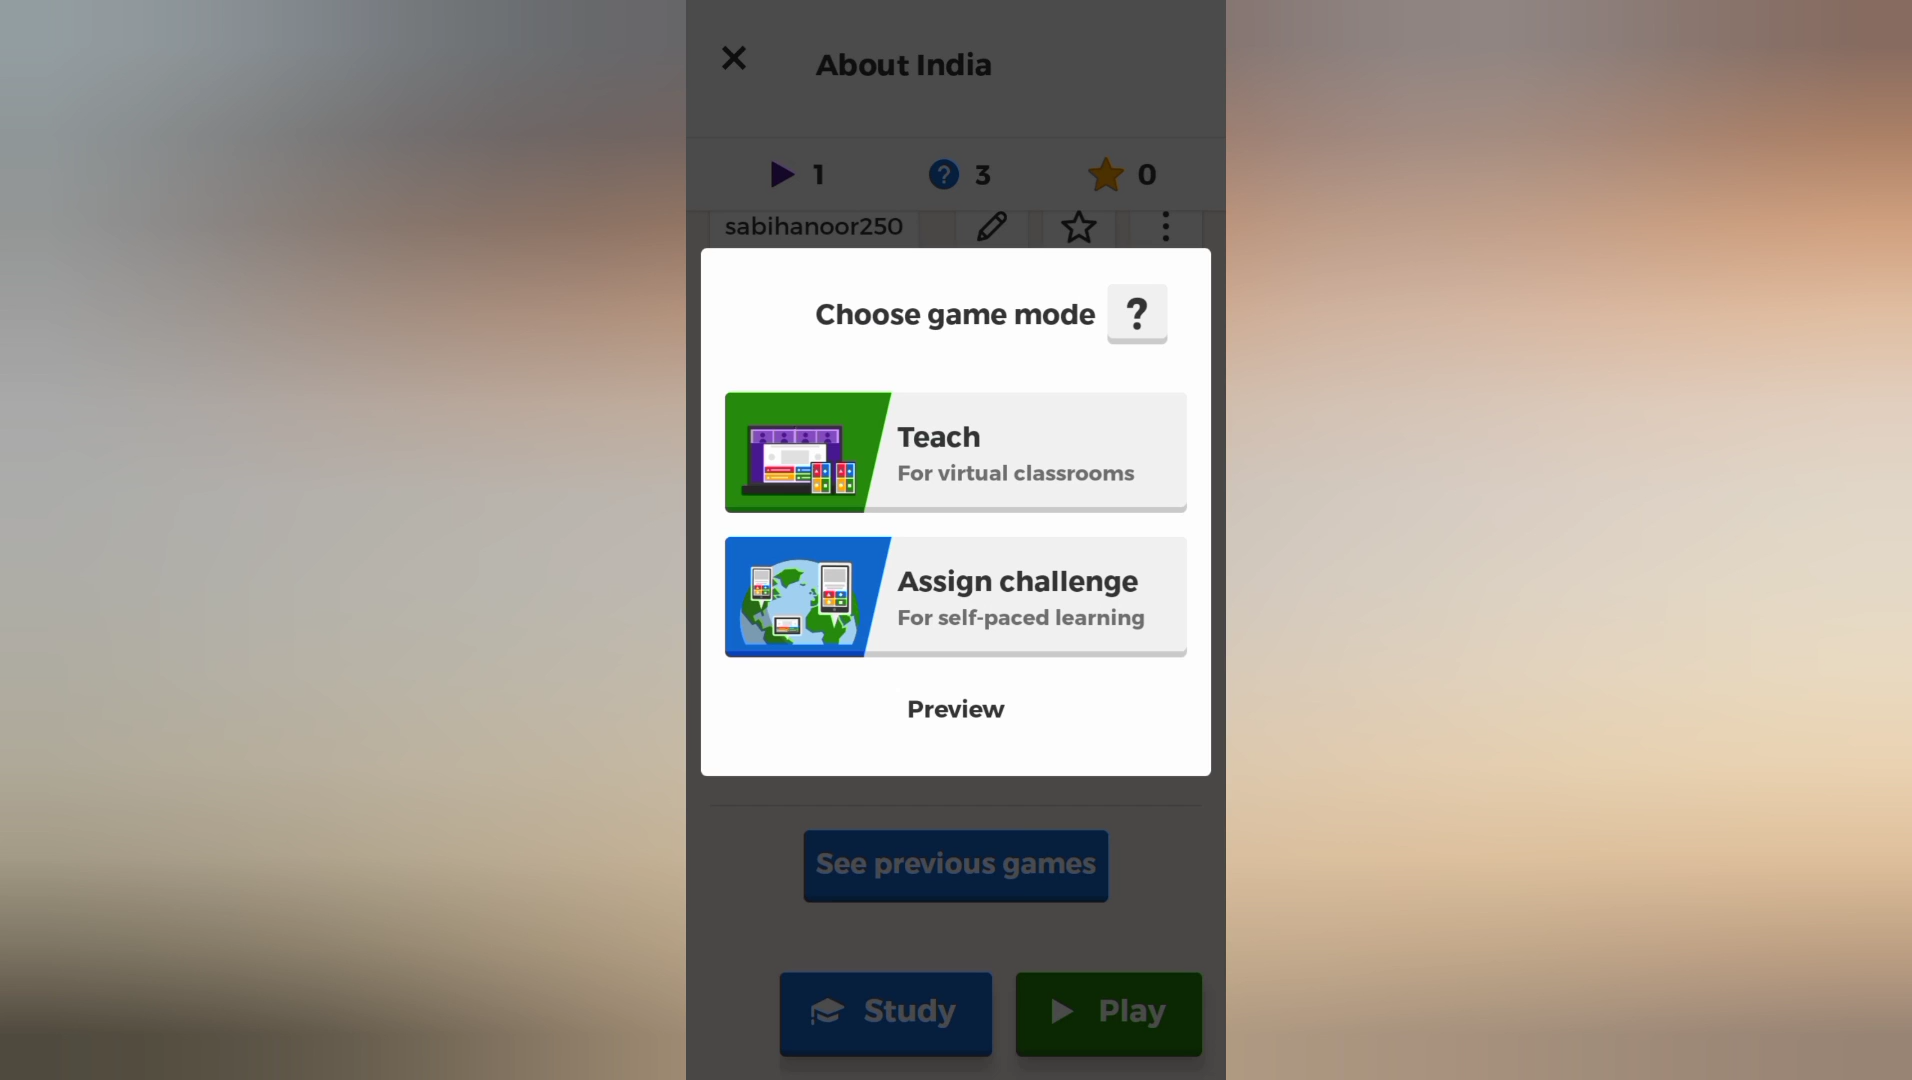 About India
1
? 3
0
sabihanoor250
Choose game mode ?
Teach
For virtual classrooms
Assign challenge
For self-paced learning
Preview
See previous games
Study
Play